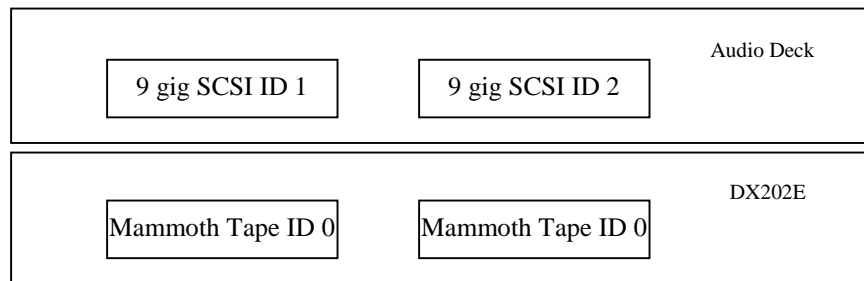 Audio Deck
9 gig SCSI ID 1
9 gig SCSI ID 2
DX202E
Mammoth Tape ID 0
Mammoth Tape ID 0